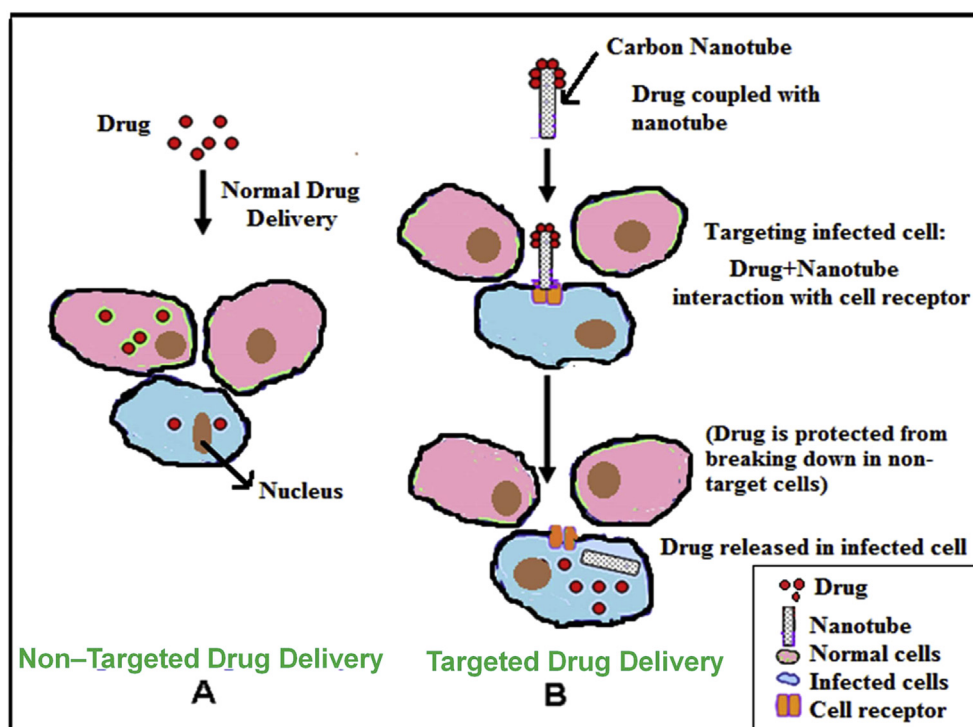 Drug
Normal Drug
Delivery
Nucleus
Non–Targeted Drug Delivery
A
Carbon Nanotube
Drug coupled with
nanotube
Targeting infected cell:
Drug+Nanotube
interaction with cell receptor
(Drug is protected from
breaking down in non-
target cells)
Drug released in infected cell
Targeted Drug Delivery
B
Drug
Nanotube
Normal cells
Infected cells
Cell receptor